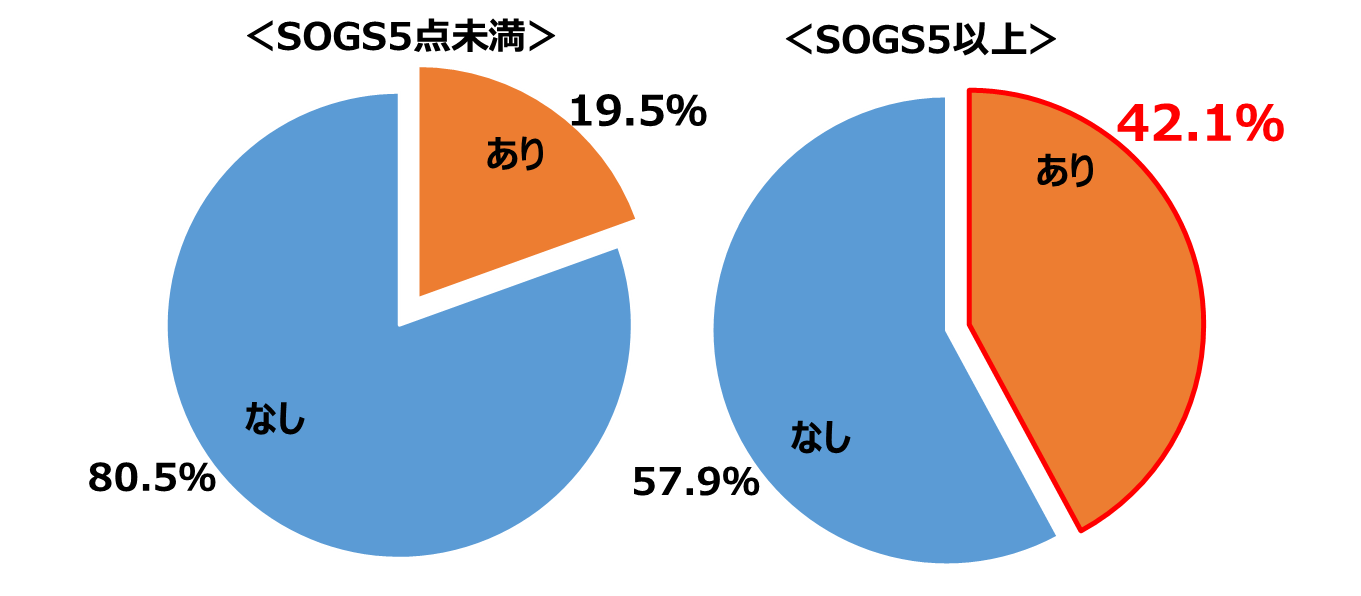 ＜SOGS5点未満＞
19.5%
あり
なし
80.5%
＜SOGS5以上＞
42.1%
あり
なし
57.9%